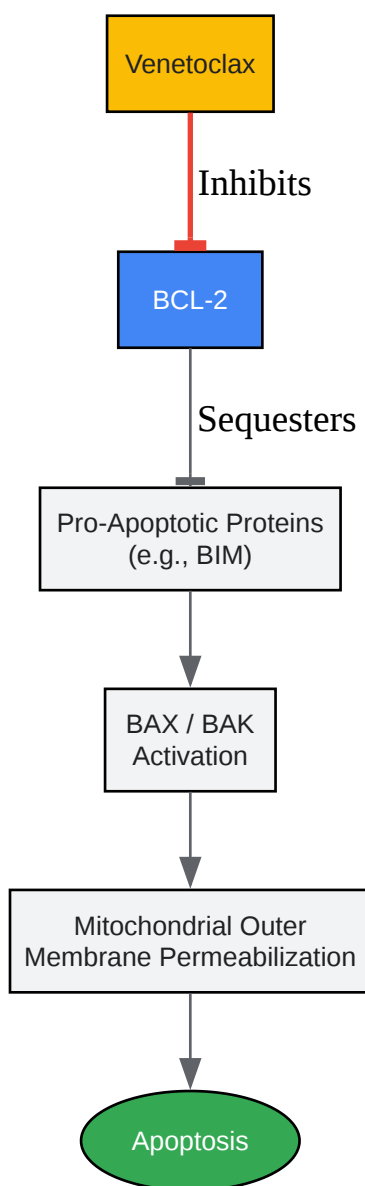 Venetoclax
Inhibits
BCL-2
Sequesters
Pro-Apoptotic Proteins
(e.g., BIM)
BAX / BAK
Activation
Mitochondrial Outer
Membrane Permeabilization
Apoptosis